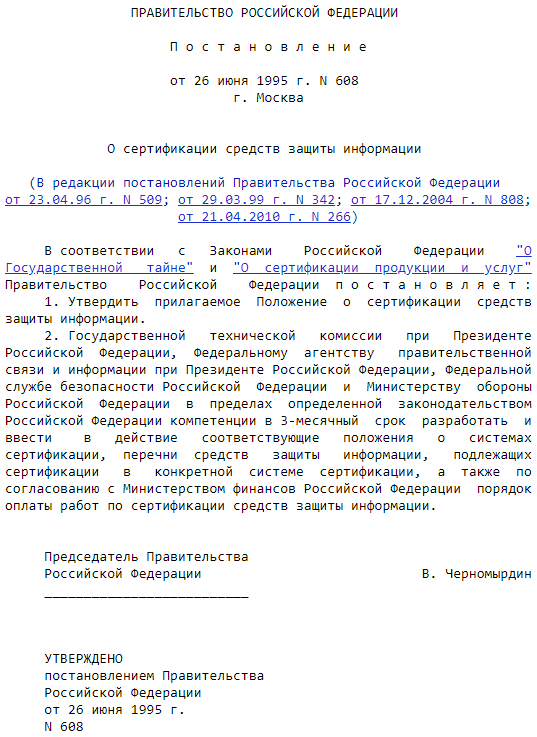 ПРАВИТЕЛЬСТВО РОССИЙСКОЙ ФЕДЕРАЦИИ
П о с т а н о в л е н и е
от 26 июня 1995 г. N 608
г. Москва
О сертификации средств защиты информации
(В редакции постановлений Правительства Российской Федерации
от 23.04.96 г. N 509; от 29.03.99 г. N 342; от 17.12.2004 г. N 808;
от 21.04.2010 г. N 266)
В соответствии с Законами Российской Федерации "О
Государственной тайне" и "О сертификации продукции и услуг"
Правительство Российской Федерации п о с т а н о в л я е т :
1. Утвердить прилагаемое Положение о сертификации средств
защиты информации.
2. Государственной технической комиссии при Президенте
Российской Федерации, Федеральному агентству правительственной
связи и информации при Президенте Российской Федерации, Федеральной
службе безопасности Российской Федерации и Министерству обороны
Российской Федерации в пределах определенной законодательством
Российской Федерации компетенции в 3-месячный срок разработать и
ввести в действие соответствующие положения о системах
сертификации, перечни средств защиты информации, подлежащих
сертификации в конкретной системе сертификации, а также по
согласованию с Министерством финансов Российской Федерации порядок
оплаты работ по сертификации средств защиты информации.
Председатель Правительства
Российской Федерации В. Черномырдин
__________________________
УТВЕРЖДЕНО
постановлением Правительства
Российской Федерации
от 26 июня 1995 г.
N 608